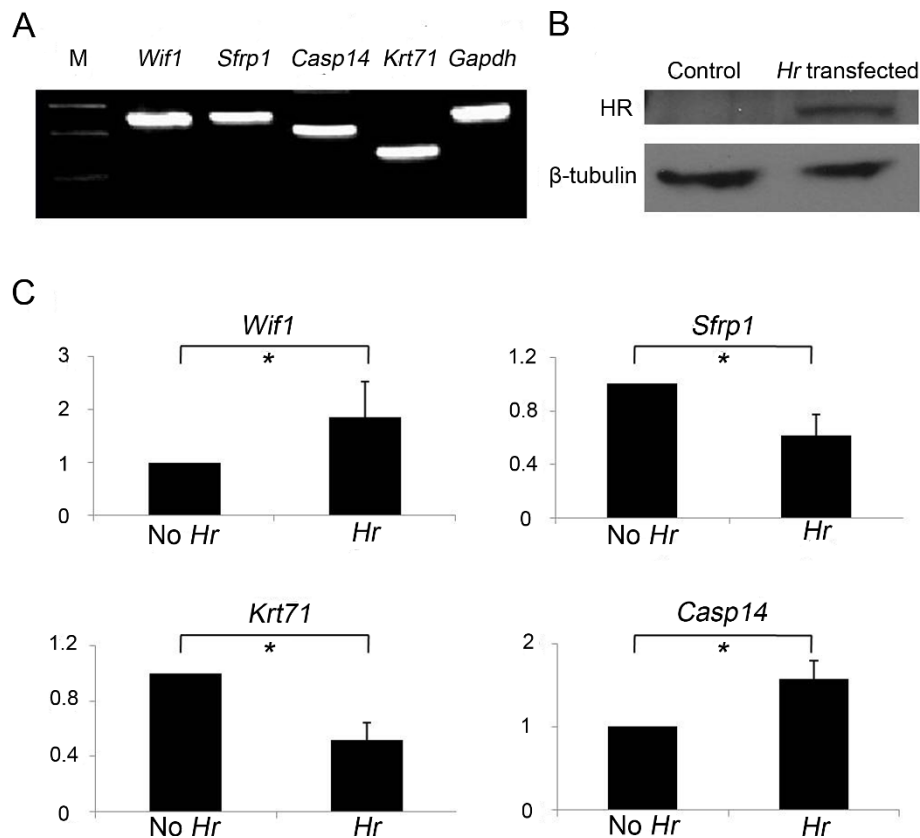 A
M Wif1 Sfrp1 Casp14 Krt71 Gapdh
B
Control Hr transfected
HR
β-tubulin
C
Wif1
*
3
2
1
0
No Hr Hr
Sfrp1
*
1.2
0.8
0.4
0
No Hr Hr
Krt71
*
1.2
0.8
0.4
0
No Hr Hr
Casp14
*
2
1
0
No Hr Hr